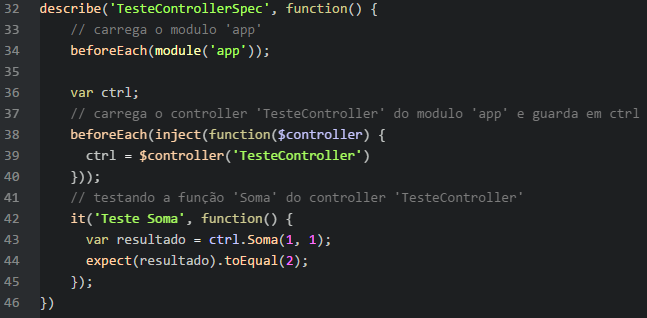 32 describe('TesteControllerSpec', function() {
33     // carrega o modulo 'app'
34     beforeEach(module('app'));
35
36     var ctrl;
37     // carrega o controller 'TesteController' do modulo 'app' e guarda em ctrl
38     beforeEach(inject(function($controller) {
39       ctrl = $controller('TesteController')
40     }));
41     // testando a função 'Soma' do controller 'TesteController'
42     it('Teste Soma', function() {
43       var resultado = ctrl.Soma(1, 1);
44       expect(resultado).toEqual(2);
45     });
46 })